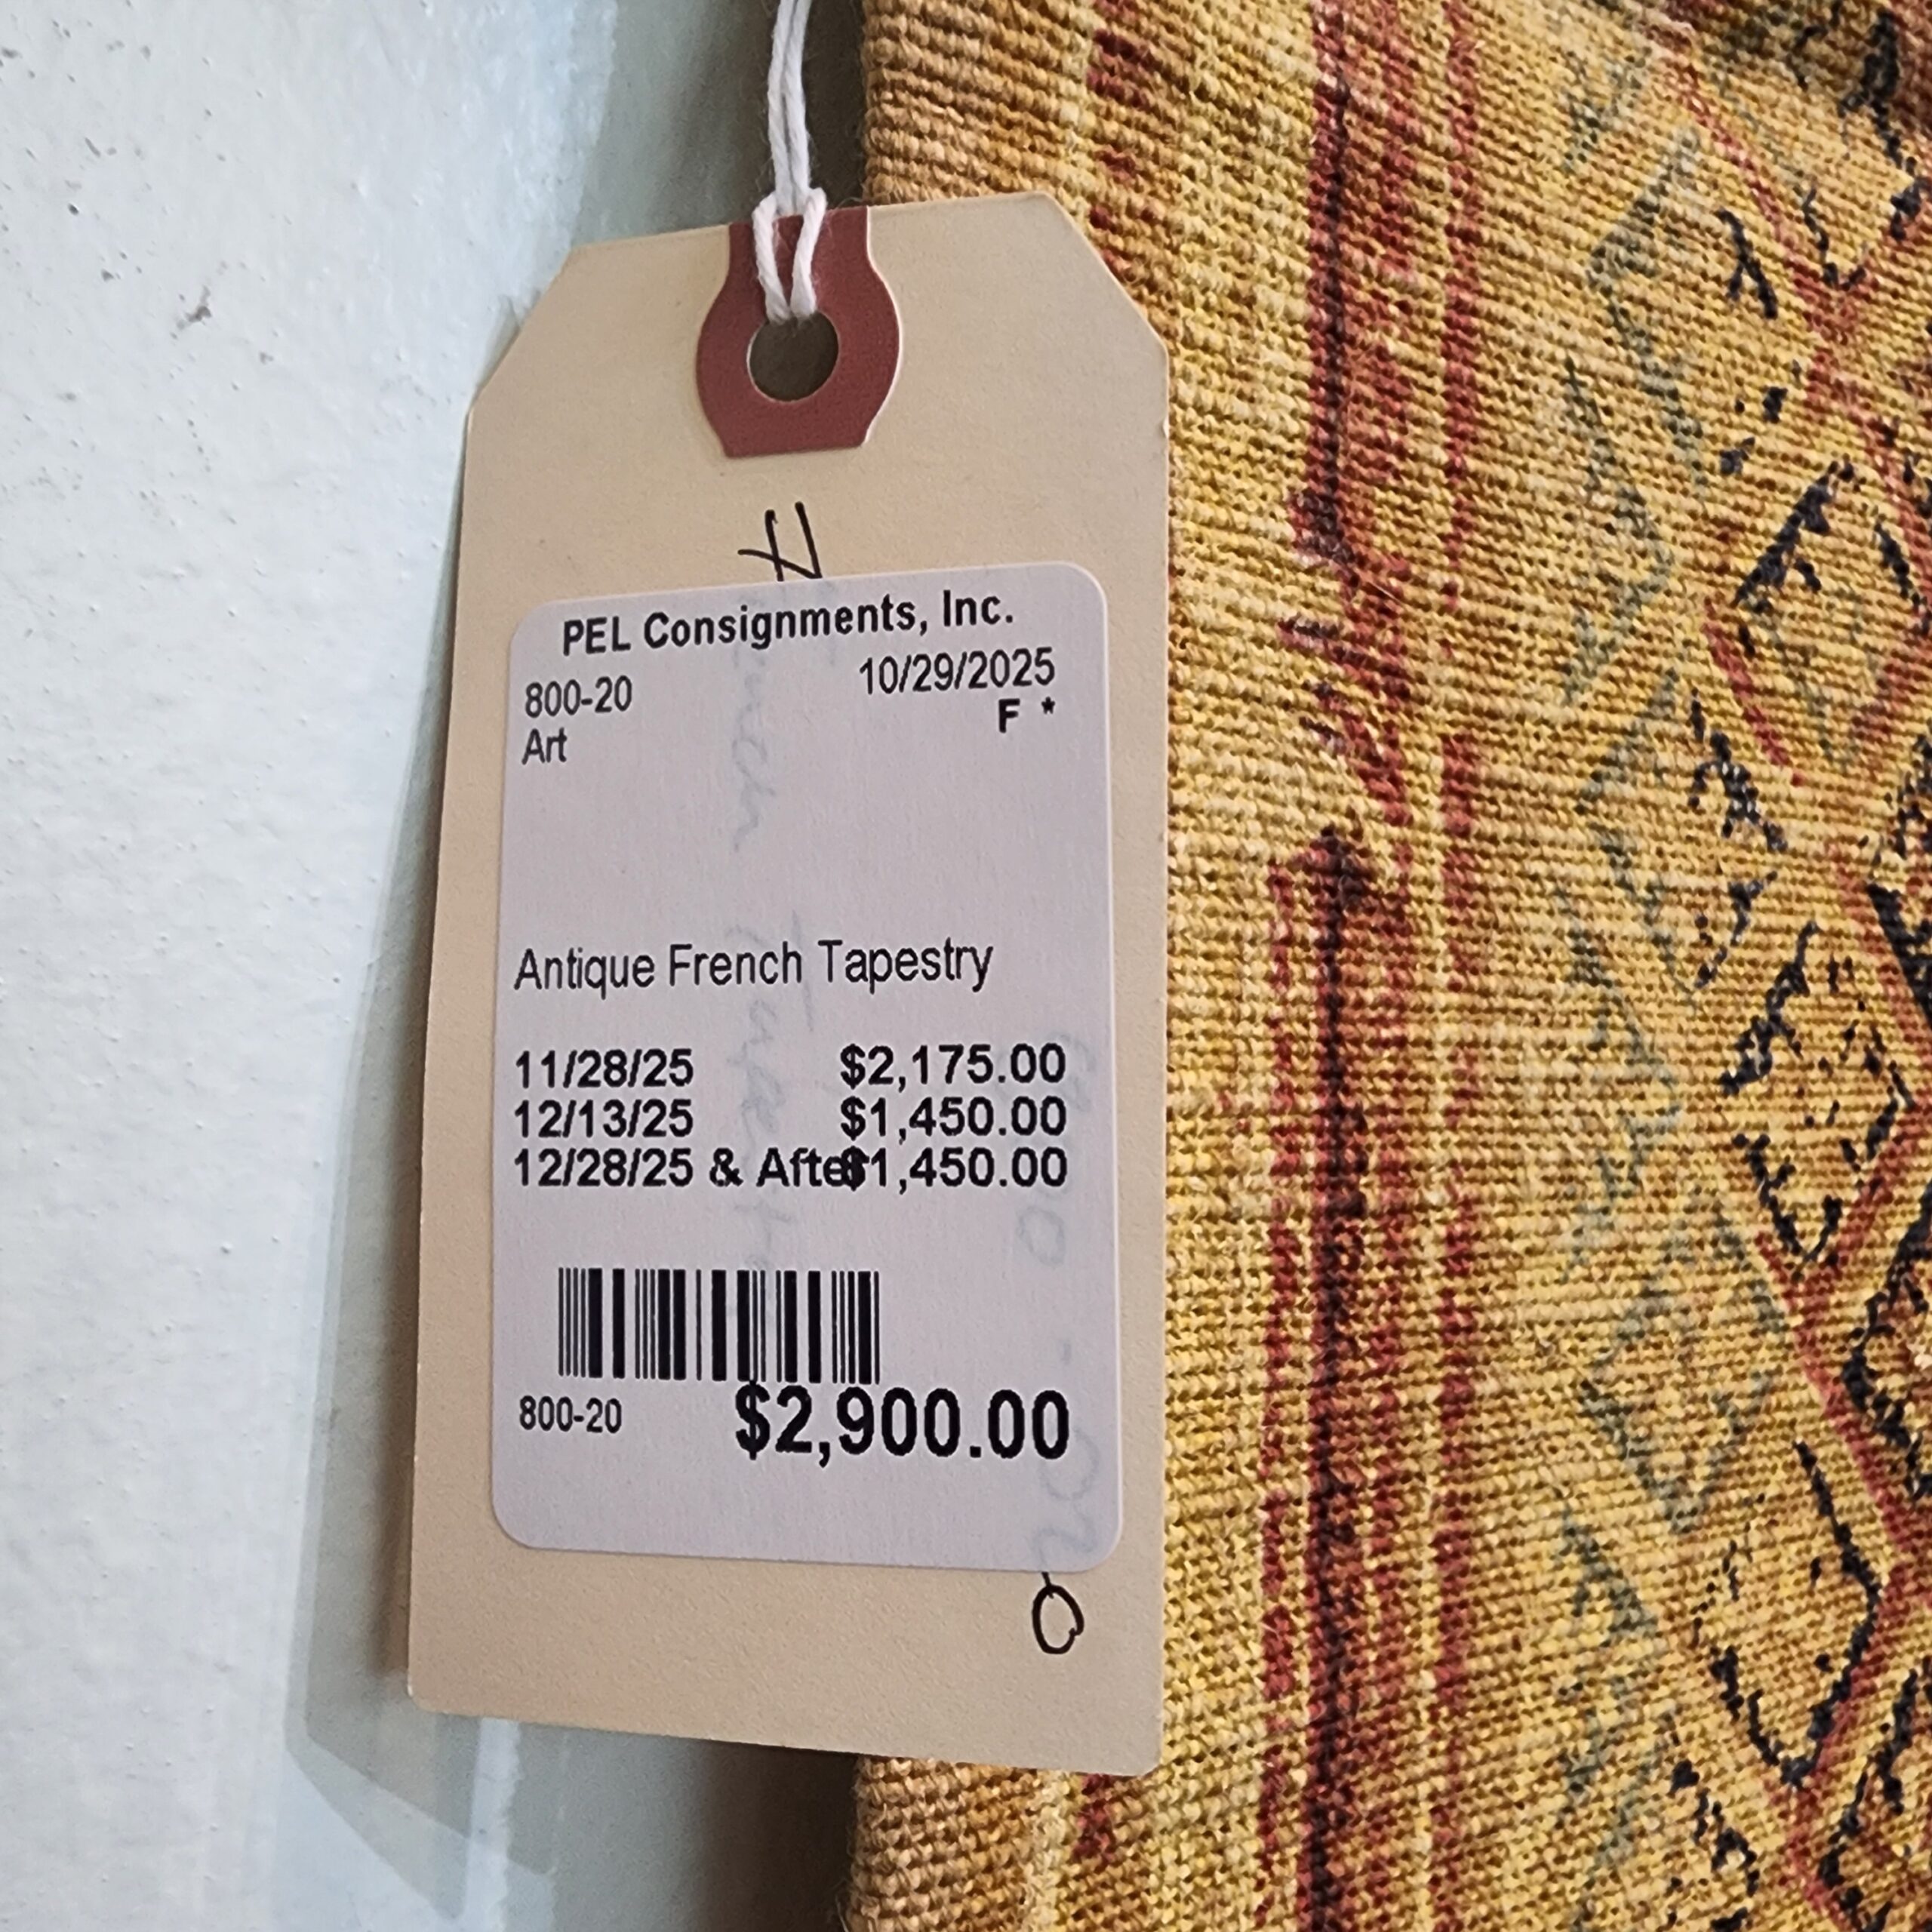 PEL Consignments, Inc.
800-20 10/29/2025
Art F *
Antique French Tapestry
11/28/25 $2,175.00
12/13/25 $1,450.00
12/28/25 & After $1,450.00
800-20 $2,900.00